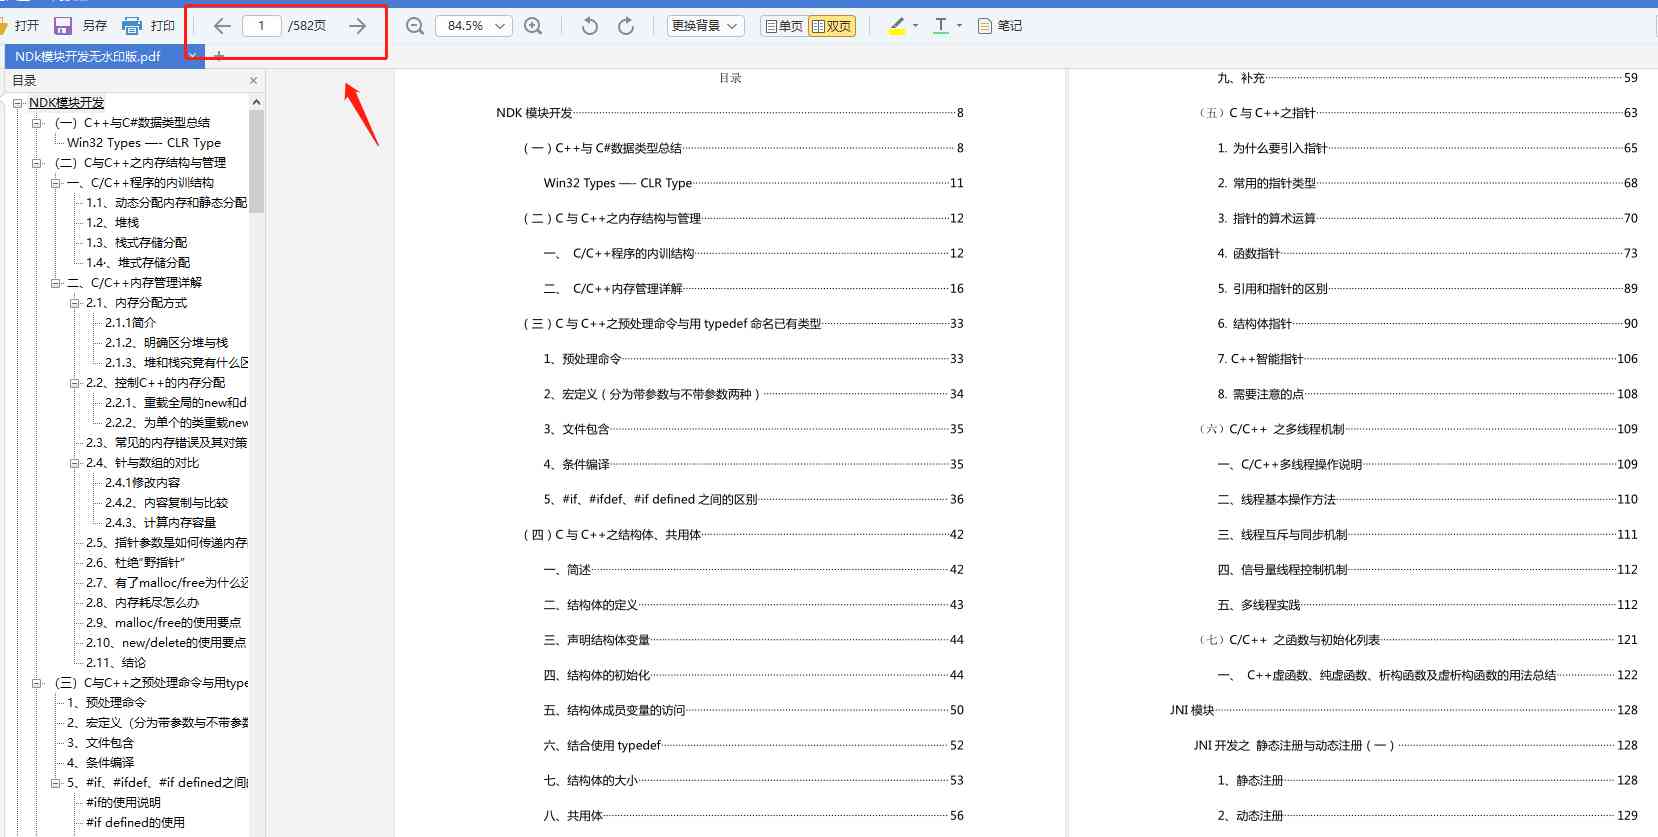 打开 另存 打印 1 /582页 84.5% 更换背景 单页 双页 T 笔记
NDk模块开发无水印版.pdf
目录
NDK模块开发
(一)C++与C#数据类型总结
Win32 Types —- CLR Type
(二)C与C++之内存结构与管理
一、C/C++程序的内训结构
1.1、动态分配内存和静态分配
1.2、堆栈
1.3、栈式存储分配
1.4·、堆式存储分配
二、C/C++内存管理详解
2.1、内存分配方式
2.1.1简介
2.1.2、明确区分堆与栈
2.1.3、堆和栈究竟有什么区
2.2、控制C++的内存分配
2.2.1、重载全局的new和d
2.2.2、为单个的类重载new
2.3、常见的内存错误及其对策
2.4、针与数组的对比
2.4.1修改内容
2.4.2、内容复制与比较
2.4.3、计算内存容量
2.5、指针参数是如何传递内存
2.6、杜绝“野指针”
2.7、有了malloc/free为什么还
2.8、内存耗尽怎么办
2.9、malloc/free的使用要点
2.10、new/delete的使用要点
2.11、结论
(三)C与C++之预处理命令与用type
1、预处理命令
2、宏定义(分为带参数与不带参数
3、文件包含
4、条件编译
5、#if、#ifdef、#if defined之间
#if的使用说明
#if defined的使用
目录
NDK 模块开发 8
(一)C++与 C#数据类型总结 8
Win32 Types —- CLR Type 11
(二)C 与 C++之内存结构与管理 12
一、 C/C++程序的内训结构 12
二、 C/C++内存管理详解 16
(三)C 与 C++之预处理命令与用 typedef 命名已有类型 33
1、预处理命令 33
2、宏定义(分为带参数与不带参数两种) 34
3、文件包含 35
4、条件编译 35
5、#if、#ifdef、#if defined 之间的区别 36
(四)C 与 C++之结构体、共用体 42
一、简述 42
二、结构体的定义 43
三、声明结构体变量 44
四、结构体的初始化 44
五、结构体成员变量的访问 50
六、结合使用 typedef 52
七、结构体的大小 53
八、共用体 56
九、补充 59
(五)C 与 C++之指针 63
1. 为什么要引入指针 65
2. 常用的指针类型 68
3. 指针的算术运算 70
4. 函数指针 73
5. 引用和指针的区别 89
6. 结构体指针 90
7. C++智能指针 106
8. 需要注意的点 108
(六)C/C++ 之多线程机制 109
一、C/C++多线程操作说明 109
二、线程基本操作方法 110
三、线程互斥与同步机制 111
四、信号量线程控制机制 112
五、多线程实践 112
(七)C/C++ 之函数与初始化列表 121
一、 C++虚函数、纯虚函数、析构函数及虚析构函数的用法总结 122
JNI 模块 128
JNI 开发之 静态注册与动态注册(一) 128
1、静态注册 128
2、动态注册 129